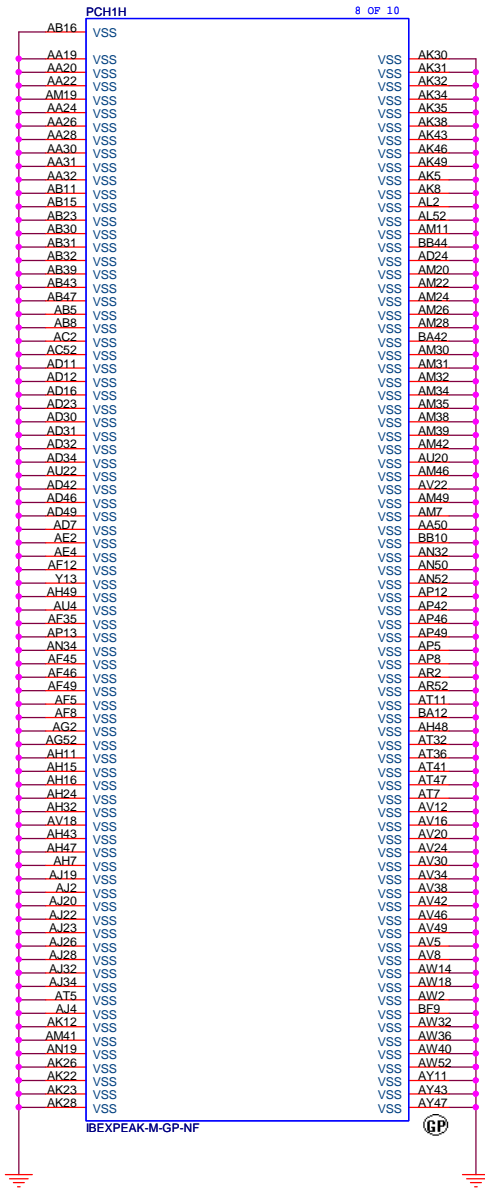 PCH1H 8 OF 10
AB16 VSS
AA19 VSS VSS AK30
AA20 VSS VSS AK31
AA22 VSS VSS AK32
AM19 VSS VSS AK34
AA24 VSS VSS AK35
AA26 VSS VSS AK38
AA28 VSS VSS AK43
AA30 VSS VSS AK46
AA31 VSS VSS AK49
AA32 VSS VSS AK5
AB11 VSS VSS AK8
AB15 VSS VSS AL2
AB23 VSS VSS AL52
AB30 VSS VSS AM11
AB31 VSS VSS BB44
AB32 VSS VSS AD24
AB39 VSS VSS AM20
AB43 VSS VSS AM22
AB47 VSS VSS AM24
AB5 VSS VSS AM26
AB8 VSS VSS AM28
AC2 VSS VSS BA42
AC52 VSS VSS AM30
AD11 VSS VSS AM31
AD12 VSS VSS AM32
AD16 VSS VSS AM34
AD23 VSS VSS AM35
AD30 VSS VSS AM38
AD31 VSS VSS AM39
AD32 VSS VSS AM42
AD34 VSS VSS AU20
AU22 VSS VSS AM46
AD42 VSS VSS AV22
AD46 VSS VSS AM49
AD49 VSS VSS AM7
AD7 VSS VSS AA50
AE2 VSS VSS BB10
AE4 VSS VSS AN32
AF12 VSS VSS AN50
Y13 VSS VSS AN52
AH49 VSS VSS AP12
AU4 VSS VSS AP42
AF35 VSS VSS AP46
AP13 VSS VSS AP49
AN34 VSS VSS AP5
AF45 VSS VSS AP8
AF46 VSS VSS AR2
AF49 VSS VSS AR52
AF5 VSS VSS AT11
AF8 VSS VSS BA12
AG2 VSS VSS AH48
AG52 VSS VSS AT32
AH11 VSS VSS AT36
AH15 VSS VSS AT41
AH16 VSS VSS AT47
AH24 VSS VSS AT7
AH32 VSS VSS AV12
AV18 VSS VSS AV16
AH43 VSS VSS AV20
AH47 VSS VSS AV24
AH7 VSS VSS AV30
AJ19 VSS VSS AV34
AJ2 VSS VSS AV38
AJ20 VSS VSS AV42
AJ22 VSS VSS AV46
AJ23 VSS VSS AV49
AJ26 VSS VSS AV5
AJ28 VSS VSS AV8
AJ32 VSS VSS AW14
AJ34 VSS VSS AW18
AT5 VSS VSS AW2
AJ4 VSS VSS BF9
AK12 VSS VSS AW32
AM41 VSS VSS AW36
AN19 VSS VSS AW40
AK26 VSS VSS AW52
AK22 VSS VSS AY11
AK23 VSS VSS AY43
AK28 VSS VSS AY47
IBEXPEAK-M-GP-NF GP